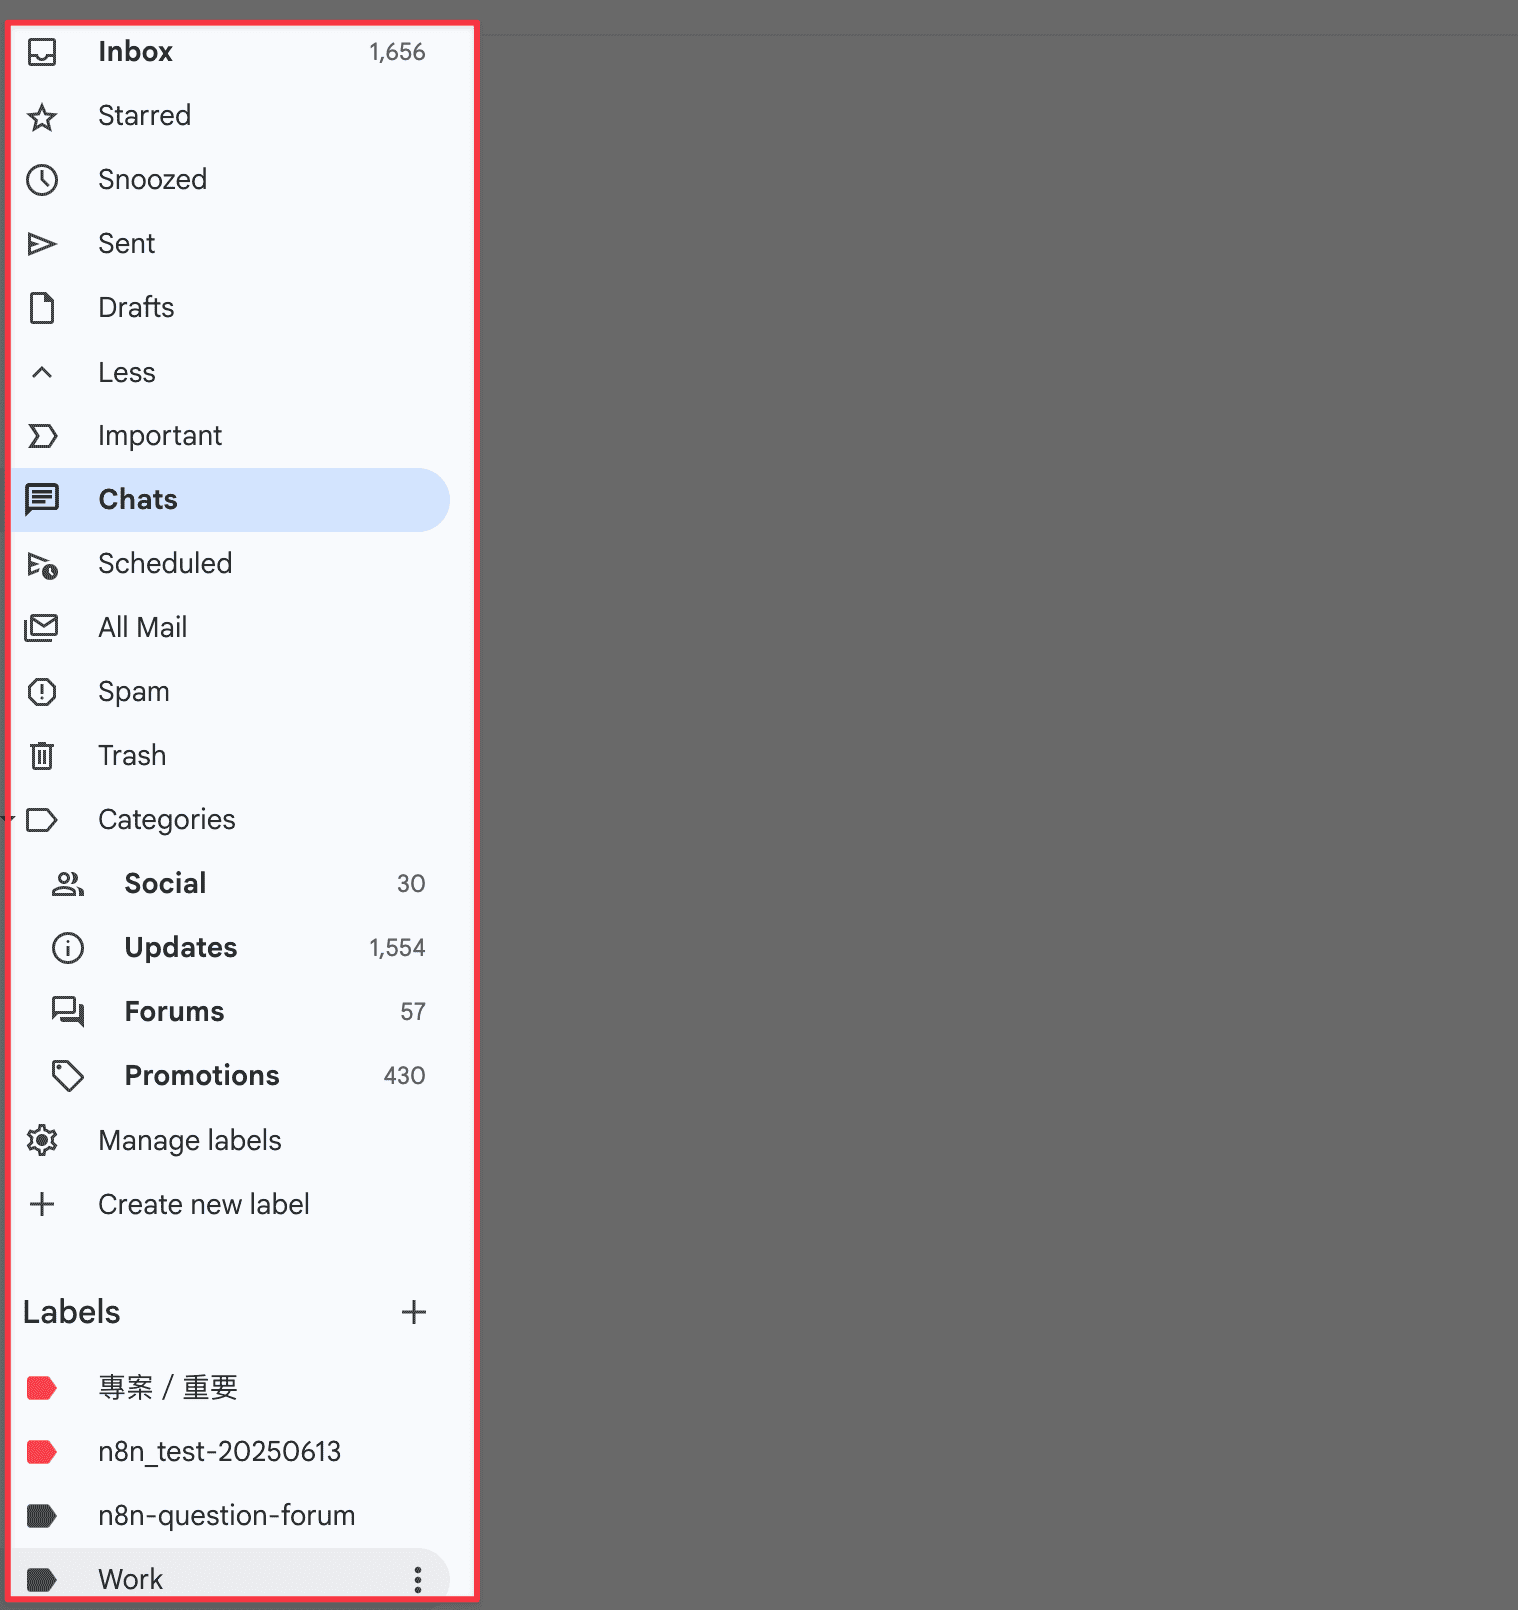 Inbox 1,656
Starred
Snoozed
Sent
Drafts
Less
Important
Chats
Scheduled
All Mail
Spam
Trash
Categories
Social 30
Updates 1,554
Forums 57
Promotions 430
Manage labels
Create new label
Labels
專案 / 重要
n8n_test-20250613
n8n-question-forum
Work